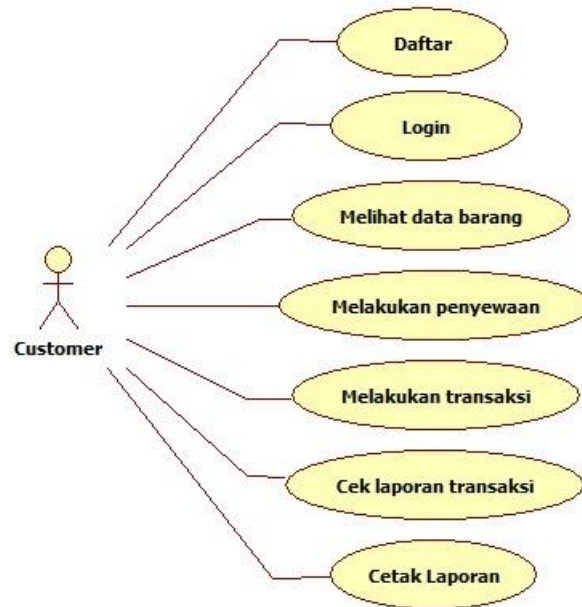 Daftar
Login
Melihat data barang
Melakukan penyewaan
Customer
Melakukan transaksi
Cek laporan transaksi
Cetak Laporan